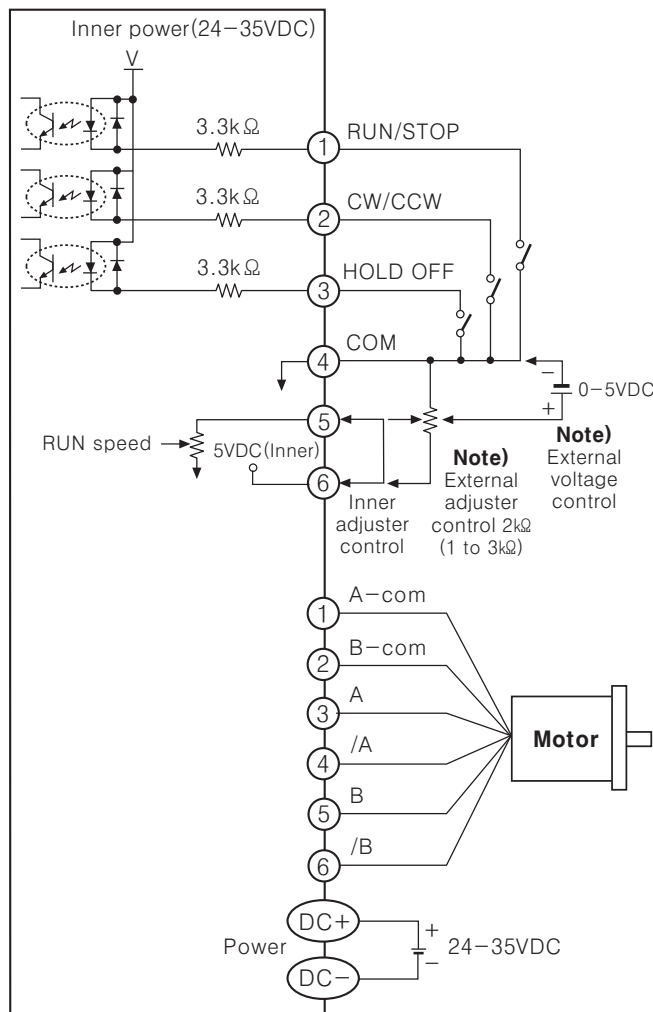 Inner power(24-35VDC)
V
3.3kΩ
1
RUN/STOP
3.3kΩ
2
CW/CCW
3.3kΩ
3
HOLD OFF
4
COM
-
0-5VDC
+
5
RUN speed
5VDC(Inner)
6
Inner
adjuster
control
Note)
External
adjuster
control 2kΩ
(1 to 3kΩ)
Note)
External
voltage
control
1
A-com
2
B-com
3
A
4
/A
5
B
6
/B
Motor
DC+
Power
DC-
+
24-35VDC
-